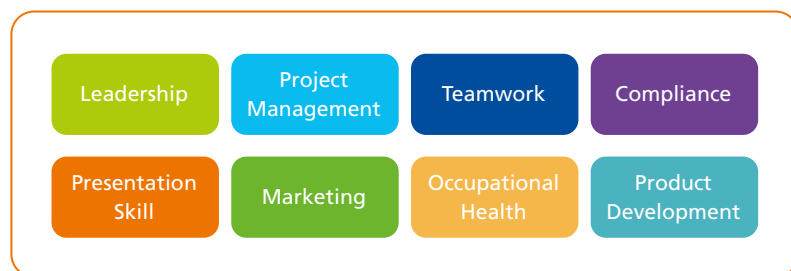 Leadership
Project
Management
Teamwork
Compliance
Presentation
Skill
Marketing
Occupational
Health
Product
Development